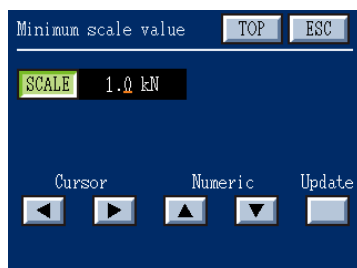 Minimum scale value TOP ESC
SCALE 1.0 kN
Cursor Numeric Update